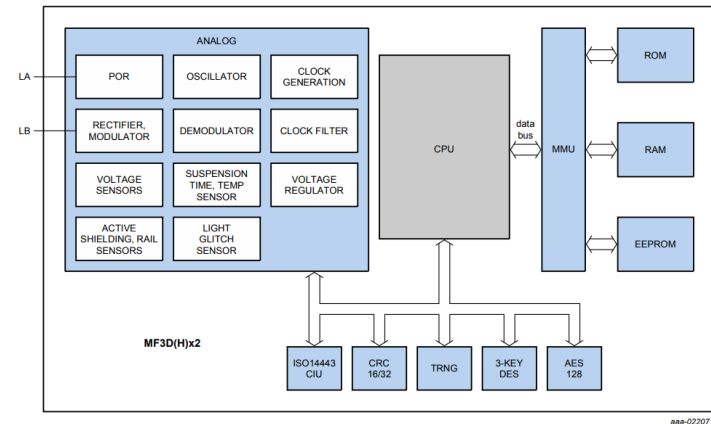 ANALOG
LA
POR
OSCILLATOR
CLOCK
GENERATION
LB
RECTIFIER,
MODULATOR
DEMODULATOR
CLOCK FILTER
VOLTAGE
SENSORS
SUSPENSION
TIME, TEMP
SENSOR
VOLTAGE
REGULATOR
ACTIVE
SHIELDING, RAIL
SENSORS
LIGHT
GLITCH
SENSOR
CPU
data
bus
MMU
ROM
RAM
EEPROM
MF3D(H)x2
ISO14443
CIU
CRC
16/32
TRNG
3-KEY
DES
AES
128
aaa-02207